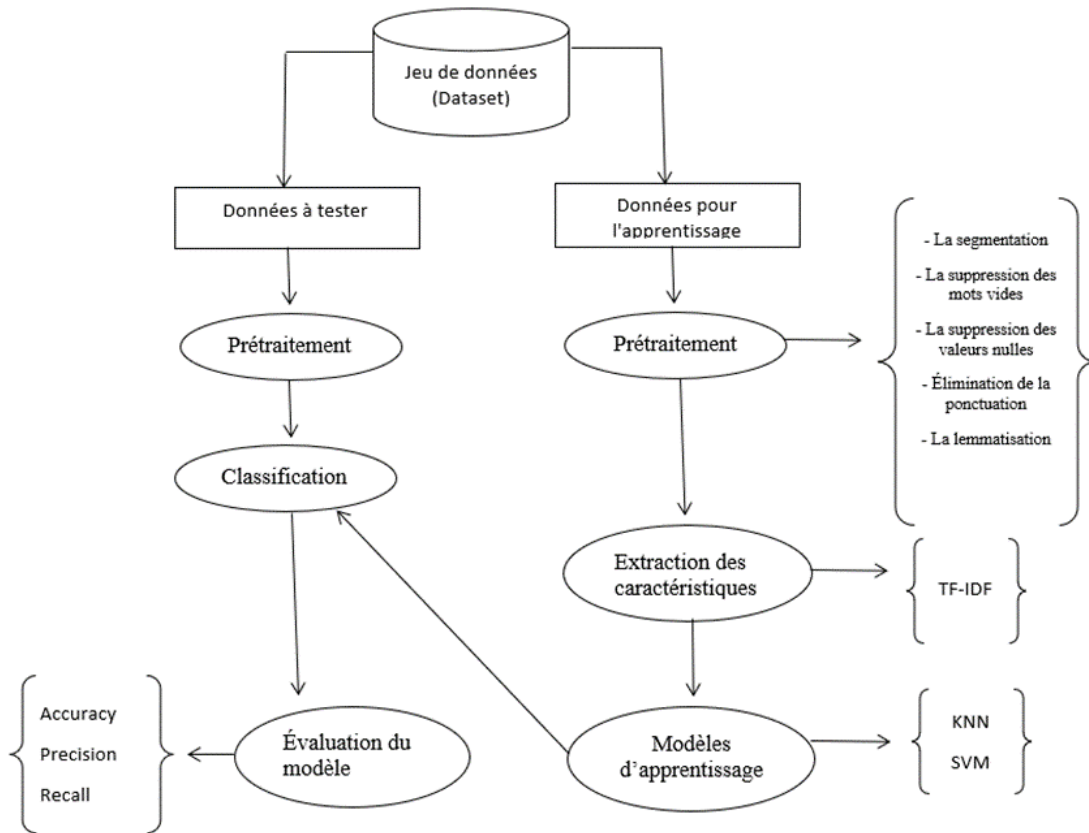 Jeu de données
(Dataset)
Données à tester
Données pour
l'apprentissage
- La segmentation
- La suppression des
mots vides
- La suppression des
valeurs nulles
- Élimination de la
ponctuation
- La lemmatisation
Prétraitement
Prétraitement
Classification
Extraction des
caractéristiques
TF-IDF
Accuracy
Precision
Recall
Évaluation du
modèle
Modèles
d’apprentissage
KNN
SVM